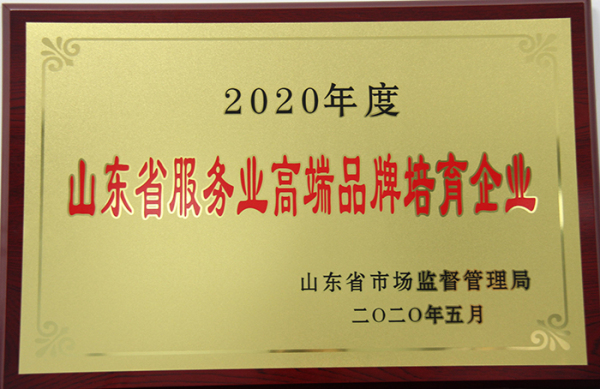 2020年度
山东省服务业高端品牌培育企业
山东省市场监督管理局
二〇二〇年五月